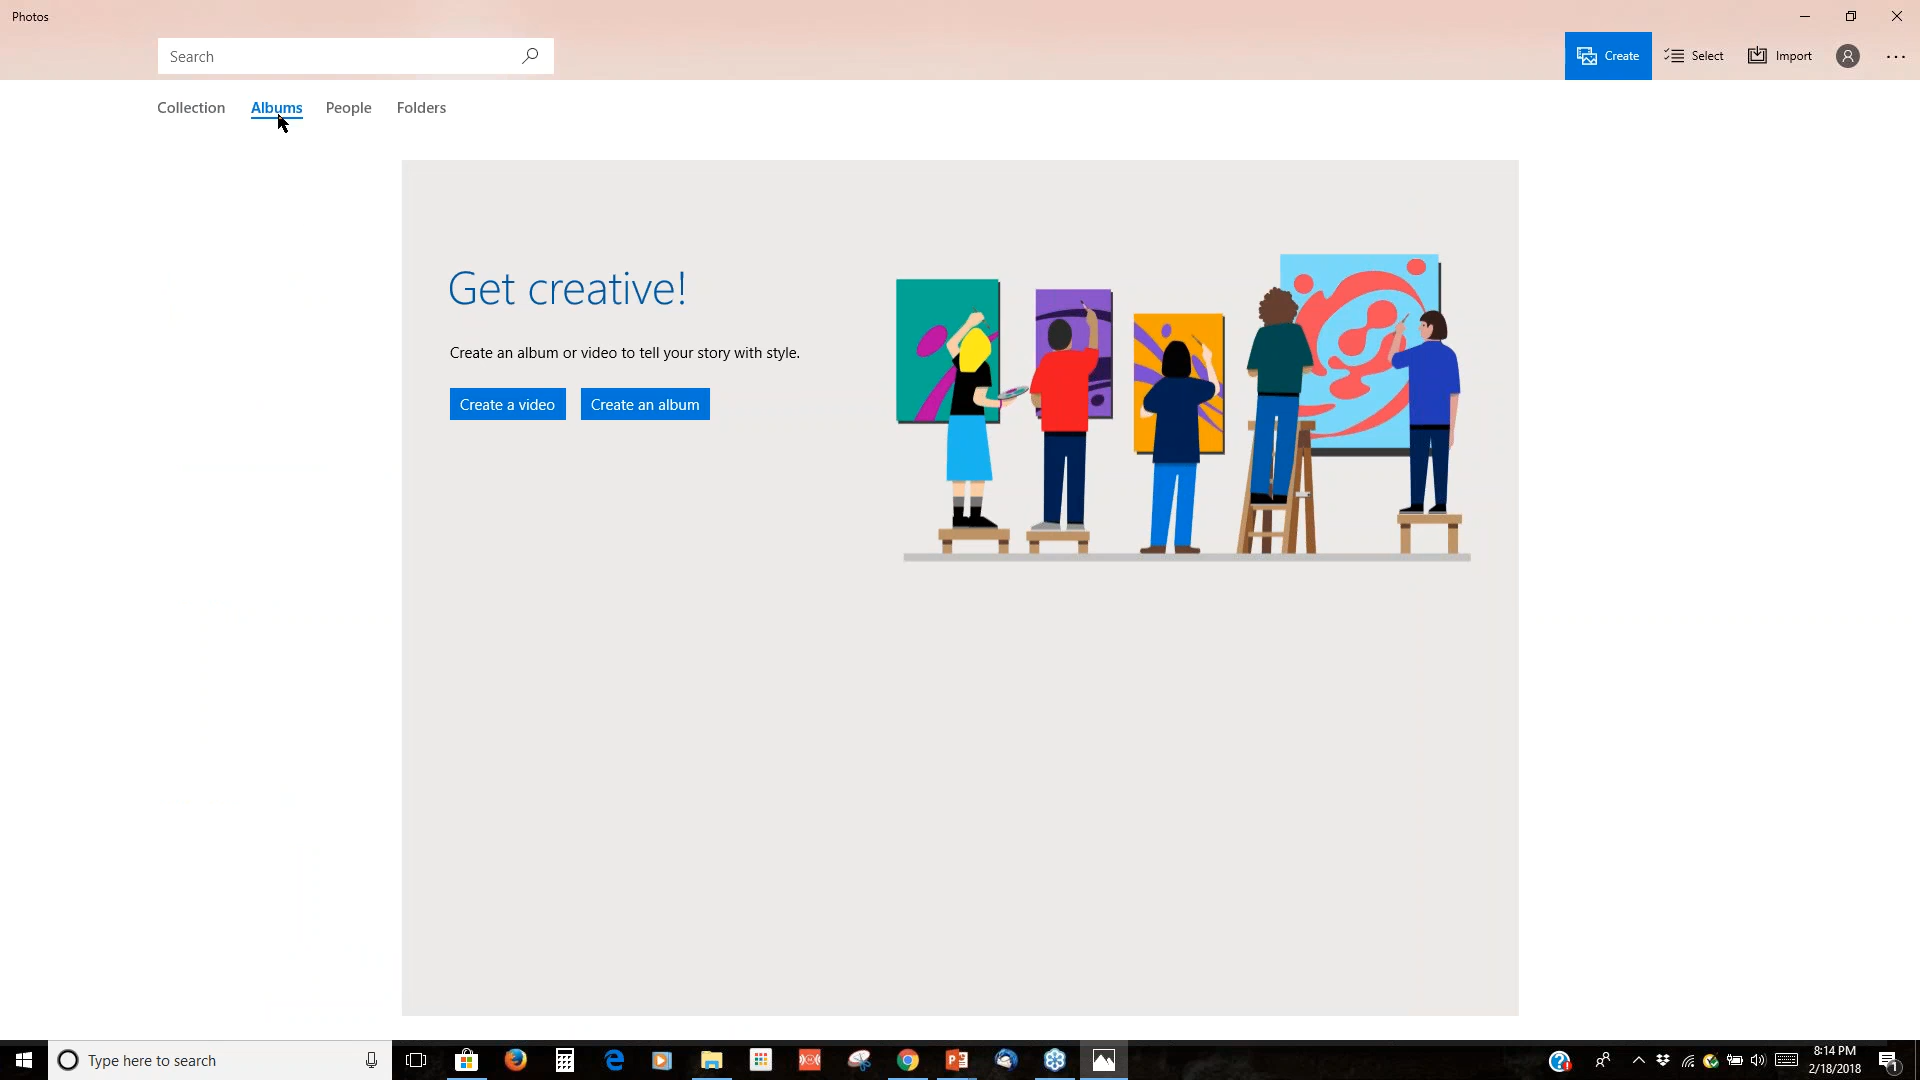 Photos
Search
Create
Select
Import
Collection
Albums
People
Folders
Get creative!
Create an album or video to tell your story with style.
Create a video
Create an album
Type here to search
8:14 PM
2/18/2018
1